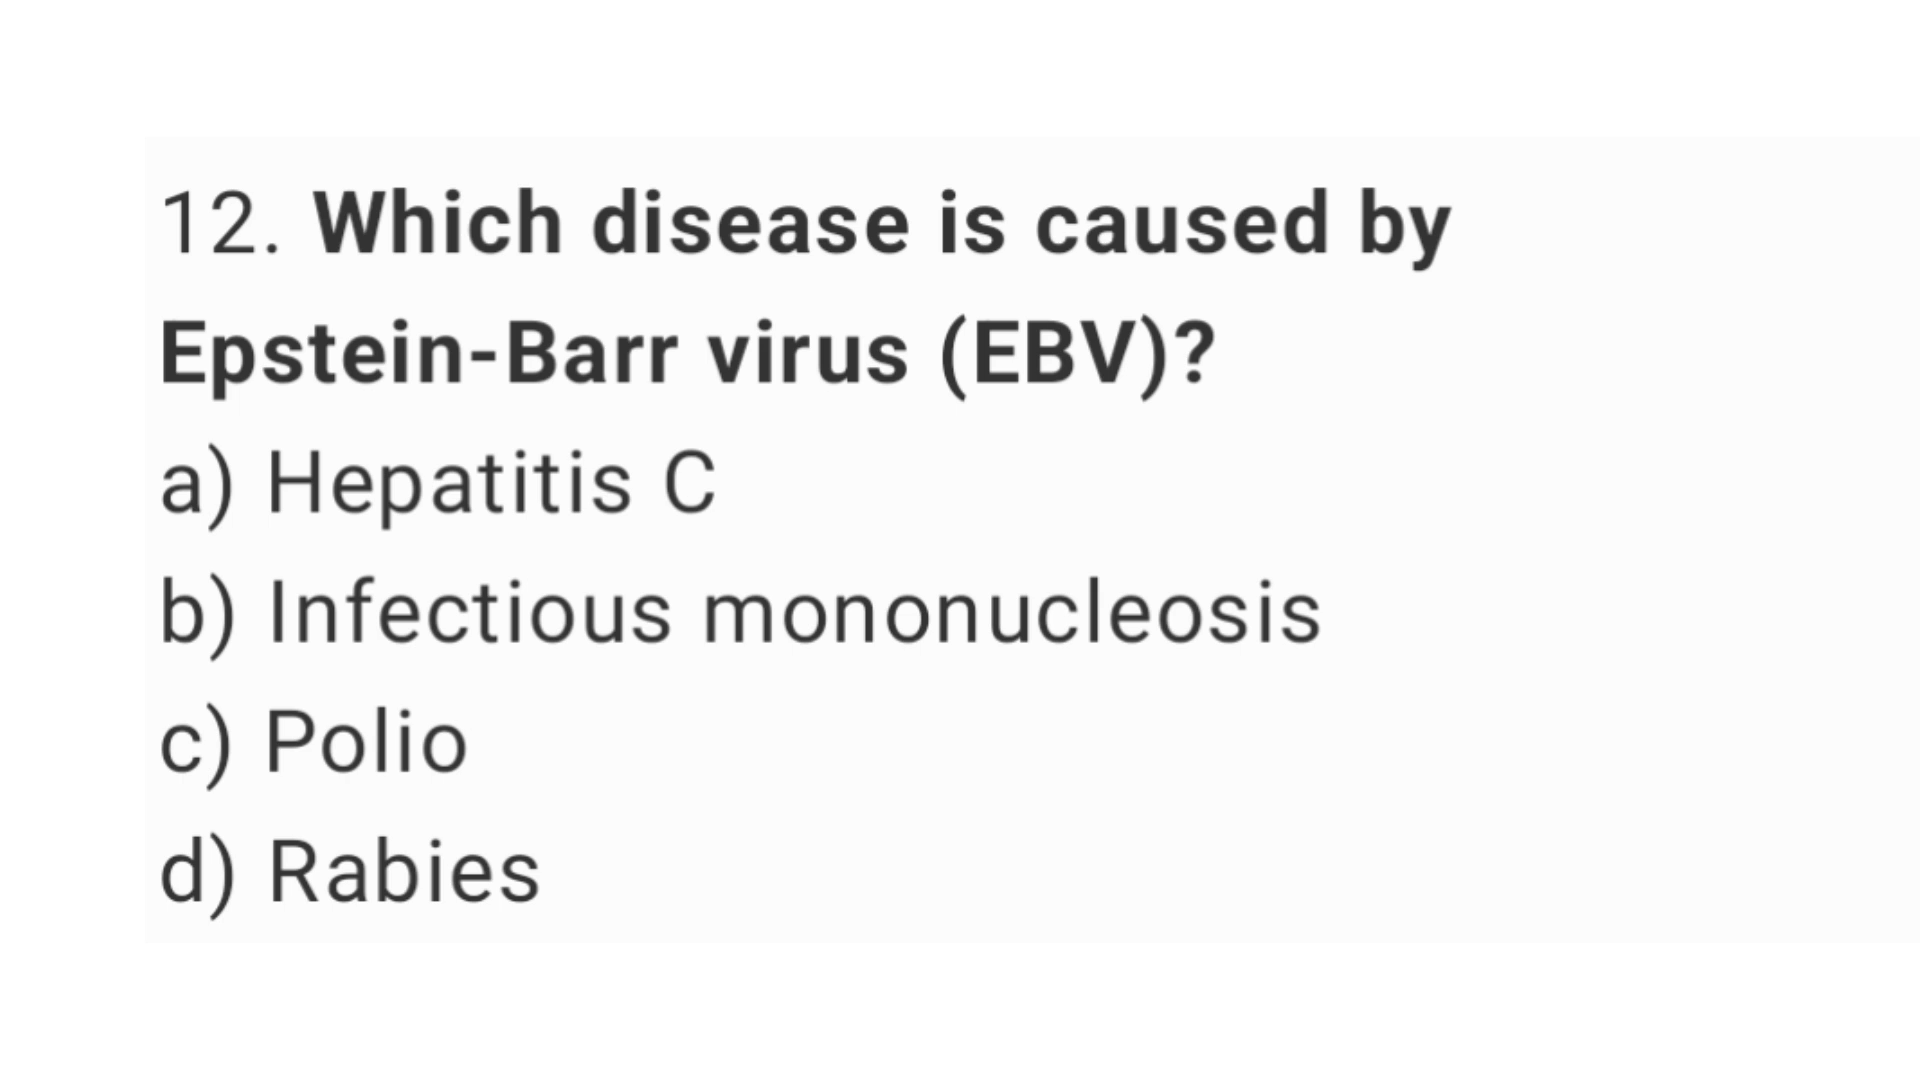 12. Which disease is caused by
Epstein-Barr virus (EBV)?
a) Hepatitis C
b) Infectious mononucleosis
c) Polio
d) Rabies